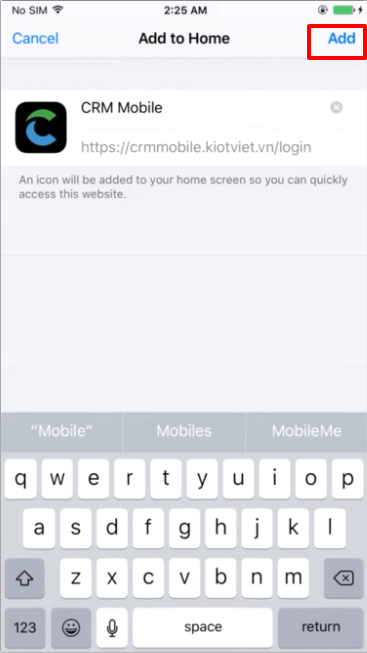 No SIM 2:25 AM
Cancel Add to Home Add
CRM Mobile
https://crmmobile.kiotviet.vn/login
An icon will be added to your home screen so you can quickly
access this website.
“Mobile” Mobiles MobileMe
q w e r t y u i o p
a s d f g h j k l
z x c v b n m
123 space return